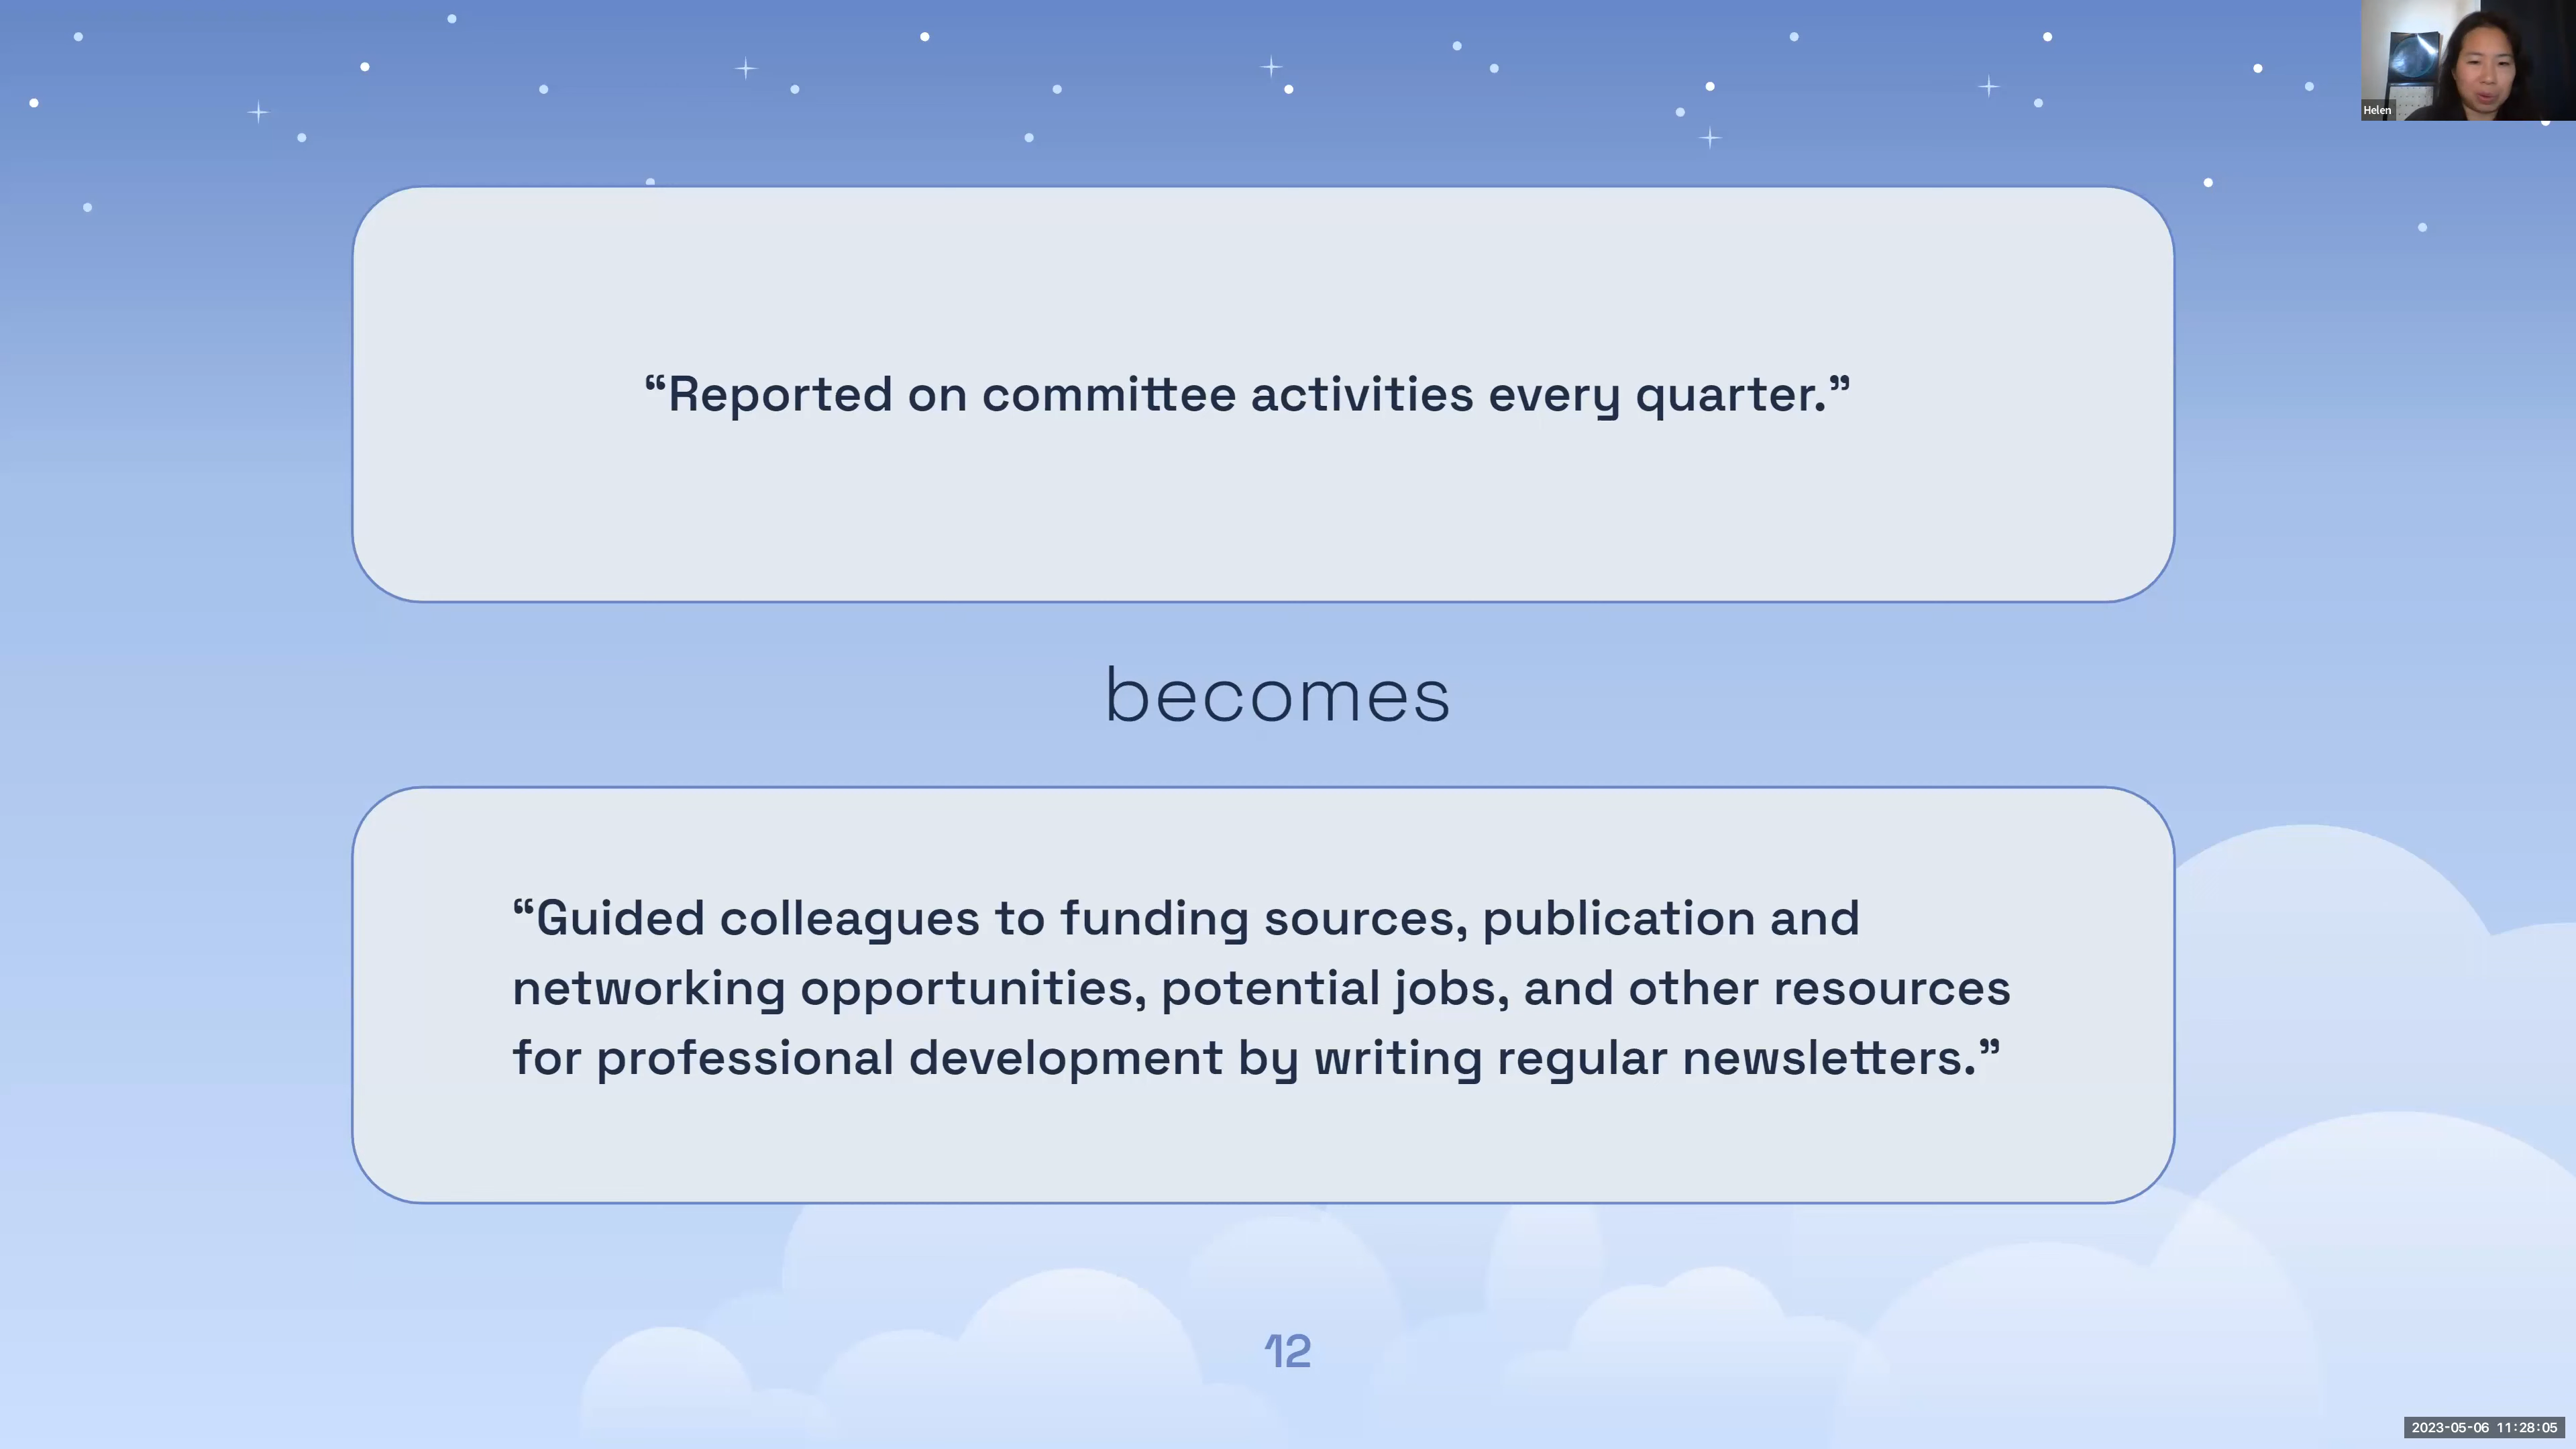 Helen
“Reported on committee activities every quarter.”
becomes
“Guided colleagues to funding sources, publication and
networking opportunities, potential jobs, and other resources
for professional development by writing regular newsletters.”
12
2023-05-06 11:28:05